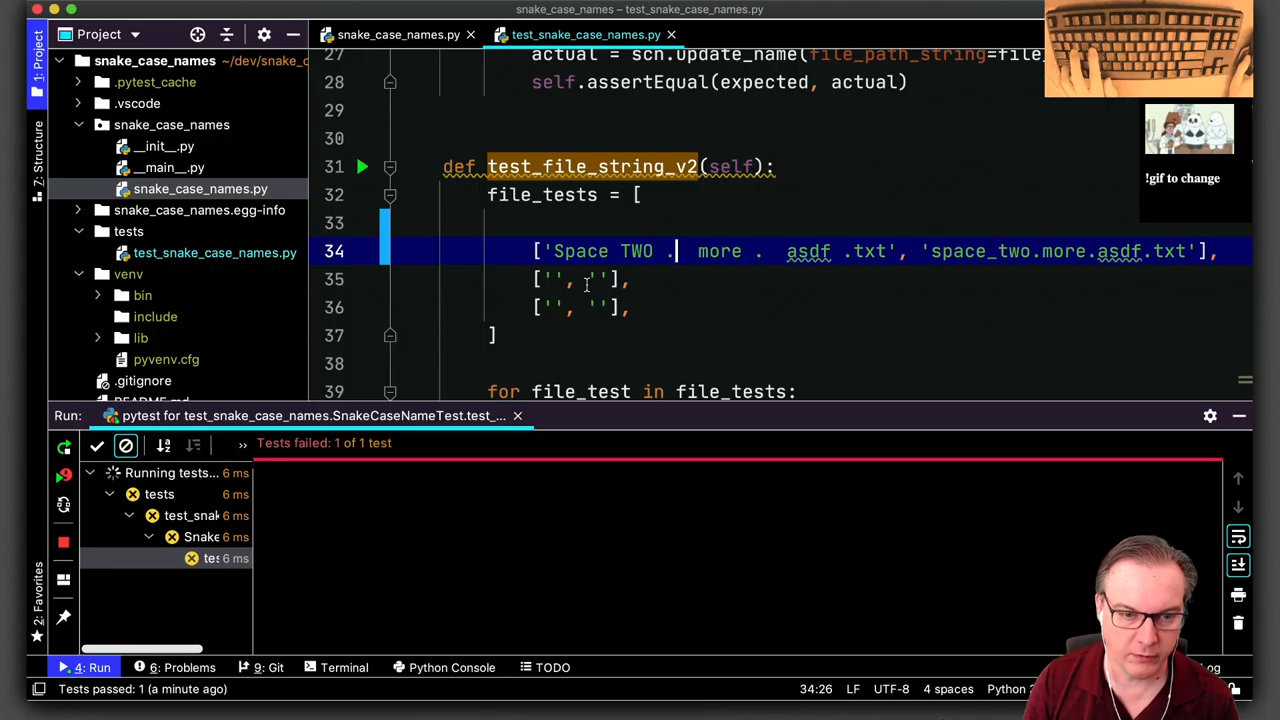 snake_case_names – test_snake_case_names.py
Project
snake_case_names.py
test_snake_case_names.py
1: Project
7: Structure
2: Favorites
snake_case_names ~/dev/snake_c
.pytest_cache
.vscode
snake_case_names
__init__.py
__main__.py
snake_case_names.py
snake_case_names.egg-info
tests
test_snake_case_names.py
venv
bin
include
lib
pyvenv.cfg
.gitignore
27 actual = sch.update_name(file_path_string=file_
28 self.assertEqual(expected, actual)
29
30
31 def test_file_string_v2(self):
32 file_tests = [
33
34 ['Space TWO .  more .  asdf .txt', 'space_two.more.asdf.txt'],
35 ['', ''],
36 ['', ''],
37 ]
38
39 for file_test in file_tests:
!gif to change
Run: pytest for test_snake_case_names.SnakeCaseNameTest.test_...
Tests failed: 1 of 1 test
Running tests... 6 ms
tests 6 ms
test_snak 6 ms
Snake 6 ms
tes 6 ms
4: Run 6: Problems 9: Git Terminal Python Console TODO
Tests passed: 1 (a minute ago) 34:26 LF UTF-8 4 spaces Python